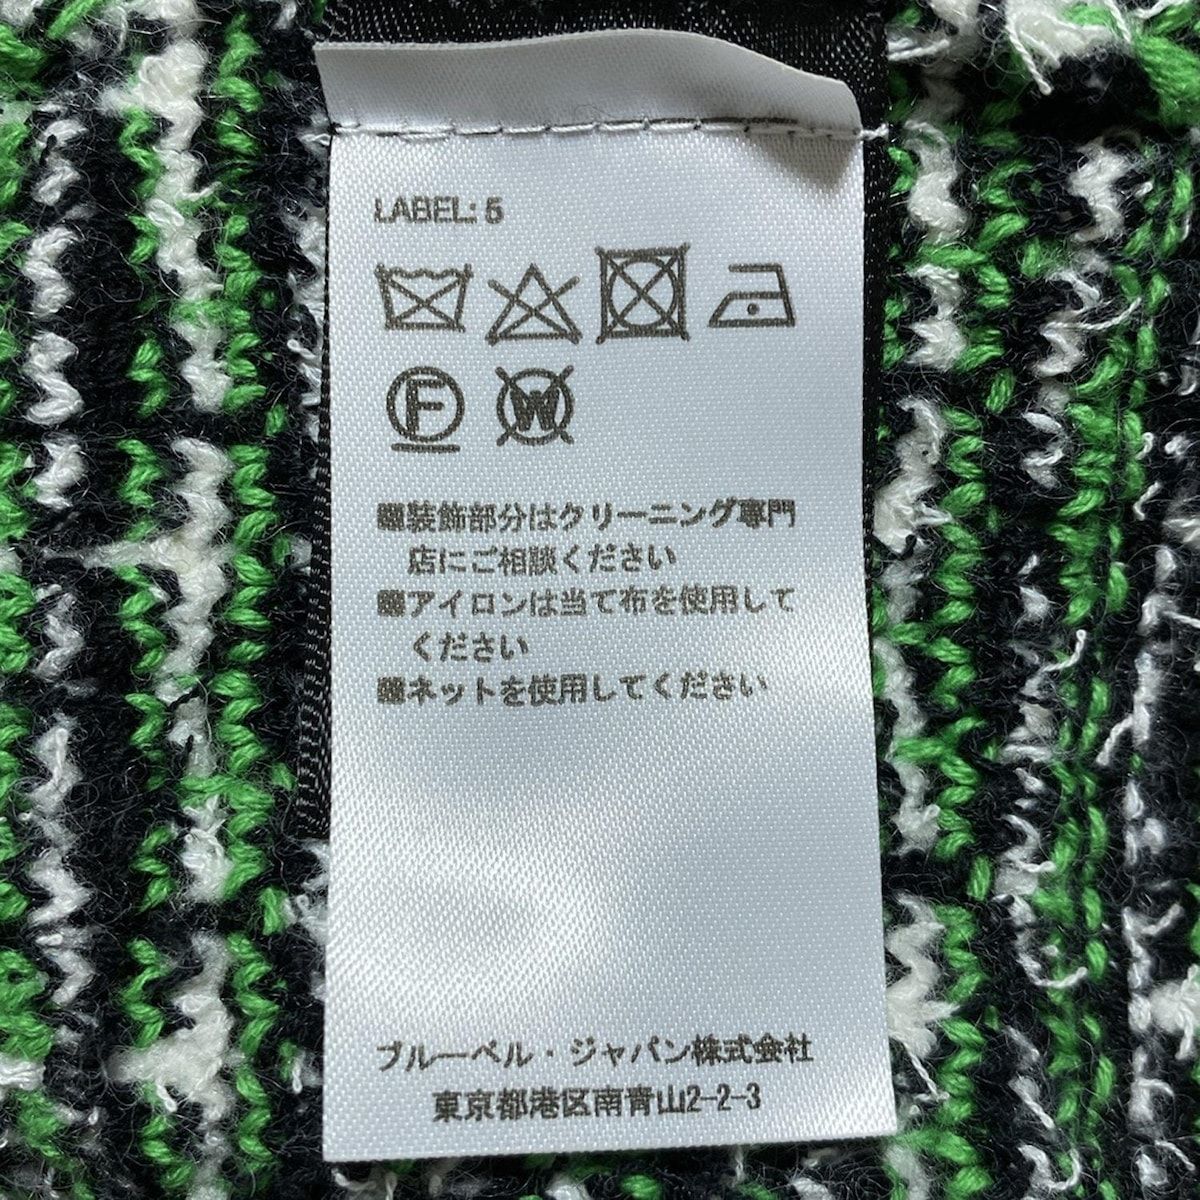 LABEL: 5
F W
■装飾部分はクリーニング専門
店にご相談ください
■アイロンは当て布を使用して
ください
■ネットを使用してください
ブルーベル・ジャパン株式会社
東京都港区南青山2-2-3